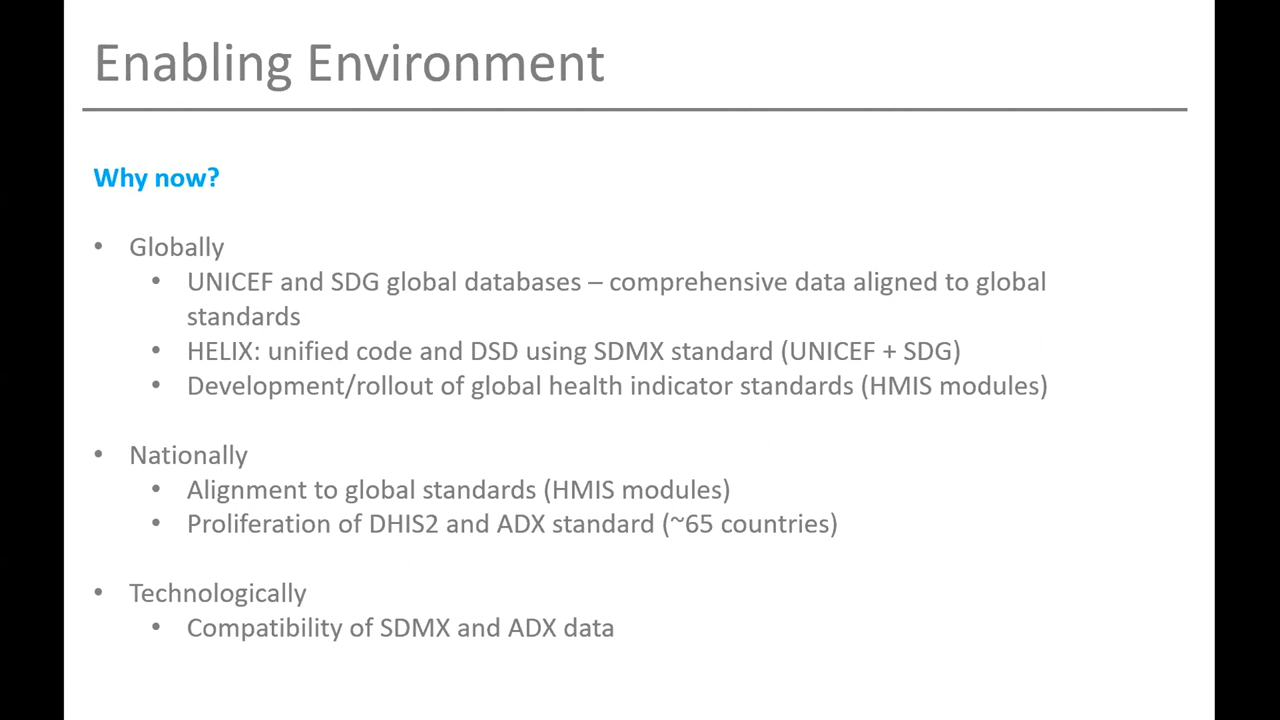 Enabling Environment
Why now?
• Globally
• UNICEF and SDG global databases – comprehensive data aligned to global
standards
• HELIX: unified code and DSD using SDMX standard (UNICEF + SDG)
• Development/rollout of global health indicator standards (HMIS modules)
• Nationally
• Alignment to global standards (HMIS modules)
• Proliferation of DHIS2 and ADX standard (~65 countries)
• Technologically
• Compatibility of SDMX and ADX data